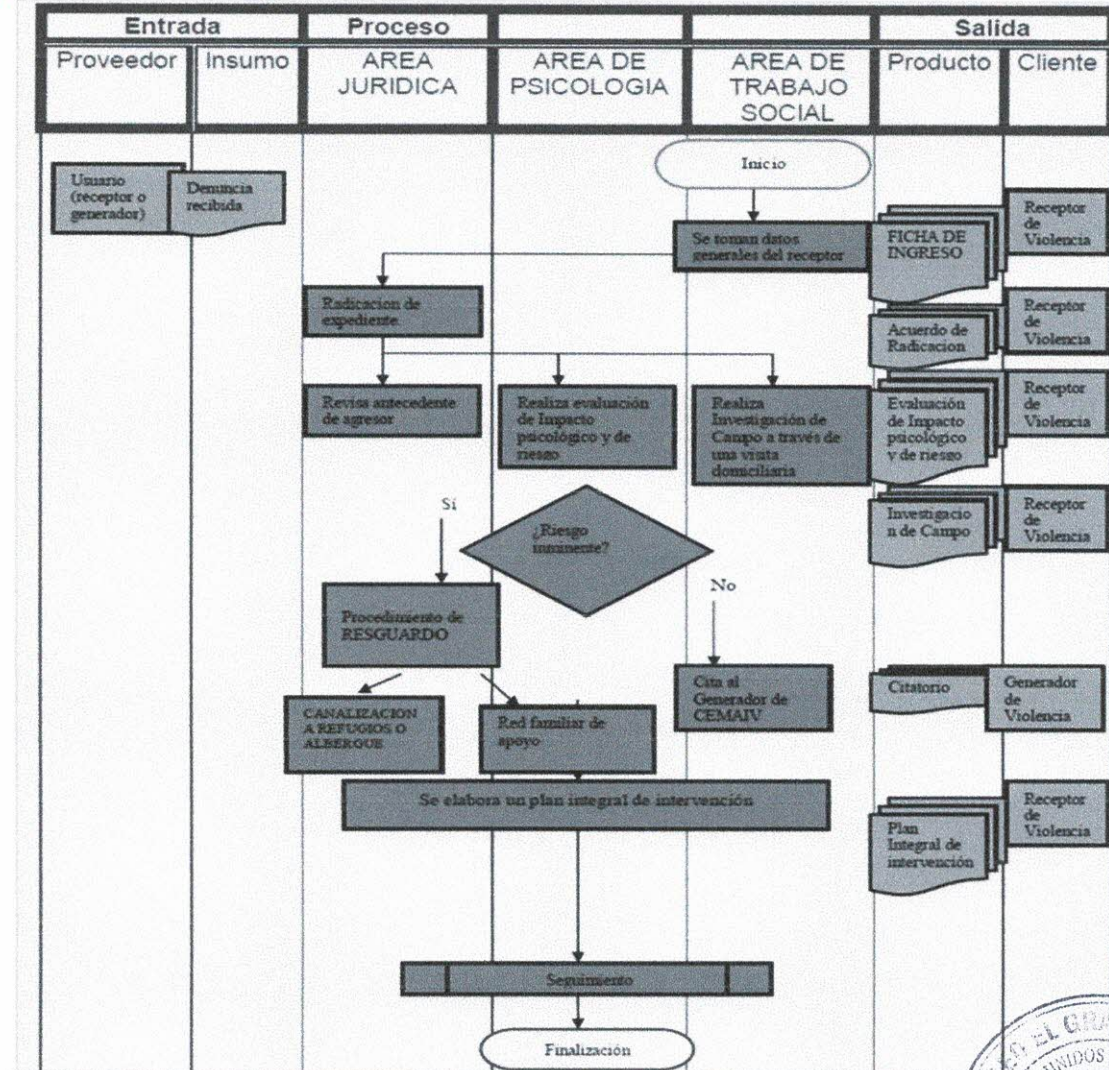 Entrada
Proceso
Salida
Proveedor
Insumo
AREA
JURIDICA
AREA DE
PSICOLOGIA
AREA DE
TRABAJO
SOCIAL
Producto
Cliente
Inicio
Usuario
(receptor o
generador)
Denuncia
recibida
Se toman datos
generales del receptor
FICHA DE
INGRESO
Receptor
de
Violencia
Radicacion de
expediente
Acuerdo de
Radicacion
Receptor
de
Violencia
Revisa antecedente
de agresor
Realiza evaluación
de Impacto
psicológico y de
riesgo
Realiza
Investigación de
Campo a través de
una visita
domiciliaria
Evaluación
de Impacto
psicológico
y de riesgo
Receptor
de
Violencia
Sí
¿Riesgo
inminente?
No
Investigacio
n de Campo
Receptor
de
Violencia
Procedimiento de
RESGUARDO
CANALIZACION
A REFUGIOS O
ALBERGUE
Red familiar de
apoyo
Cita al
Generador de
CEMAIV
Citatorio
Generador
de
Violencia
Se elabora un plan integral de intervención
Plan
Integral de
intervención
Receptor
de
Violencia
Seguimiento
Finalización
EL GRA
UNIDOS